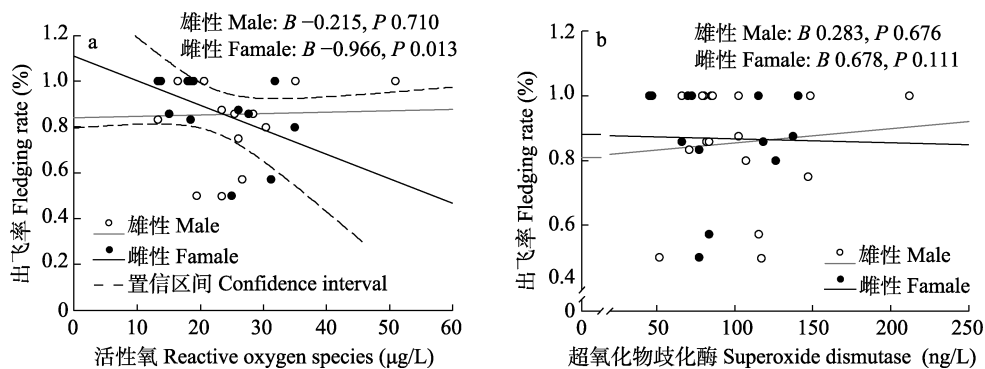 雄性 Male: B −0.215, P 0.710
雌性 Famale: B −0.966, P 0.013
a
1.2
1.0
0.8
0.6
0.4
0.2
0
出飞率 Fledging rate (%)
雄性 Male
雌性 Famale
置信区间 Confidence interval
0 10 20 30 40 50 60
活性氧 Reactive oxygen species (μg/L)
雄性 Male: B 0.283, P 0.676
雌性 Famale: B 0.678, P 0.111
b
1.2
1.0
0.8
0.6
0.4
0
出飞率 Fledging rate (%)
雄性 Male
雌性 Famale
0 50 100 150 200 250
超氧化物歧化酶 Superoxide dismutase (ng/L)